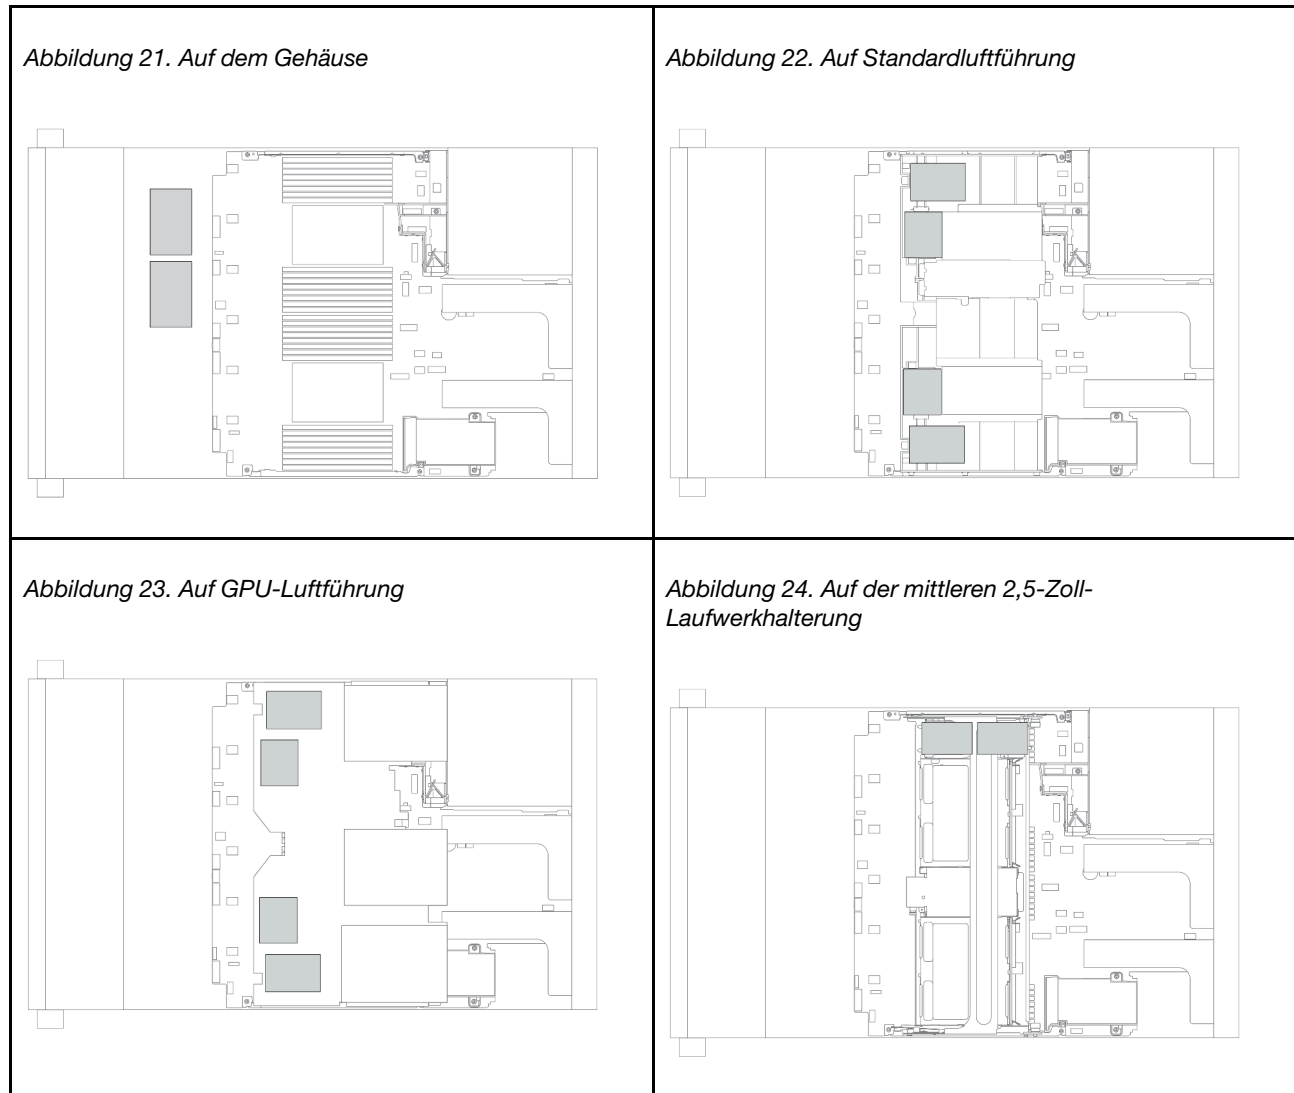 Abbildung 21. Auf dem Gehäuse
Abbildung 22. Auf Standardluftführung
Abbildung 23. Auf GPU-Luftführung
Abbildung 24. Auf der mittleren 2,5-Zoll-
Laufwerkhalterung